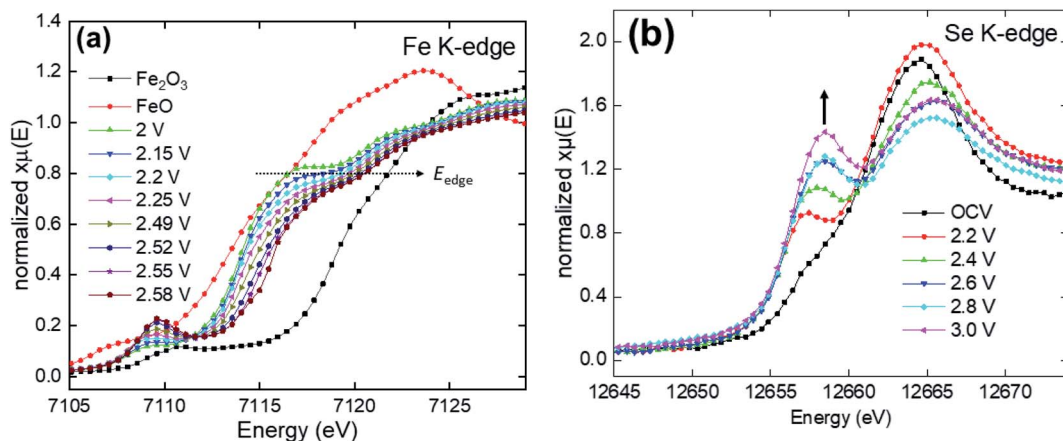 (a)
Fe K-edge
Fe₂O₃
FeO
2 V
2.15 V
2.2 V
2.25 V
2.49 V
2.52 V
2.55 V
2.58 V
E_edge
normalized xμ(E)
1.4
1.2
1.0
0.8
0.6
0.4
0.2
0.0
7105 7110 7115 7120 7125
Energy (eV)
(b)
Se K-edge
OCV
2.2 V
2.4 V
2.6 V
2.8 V
3.0 V
normalized xμ(E)
2.0
1.6
1.2
0.8
0.4
0.0
12645 12650 12655 12660 12665 12670
Energy (eV)